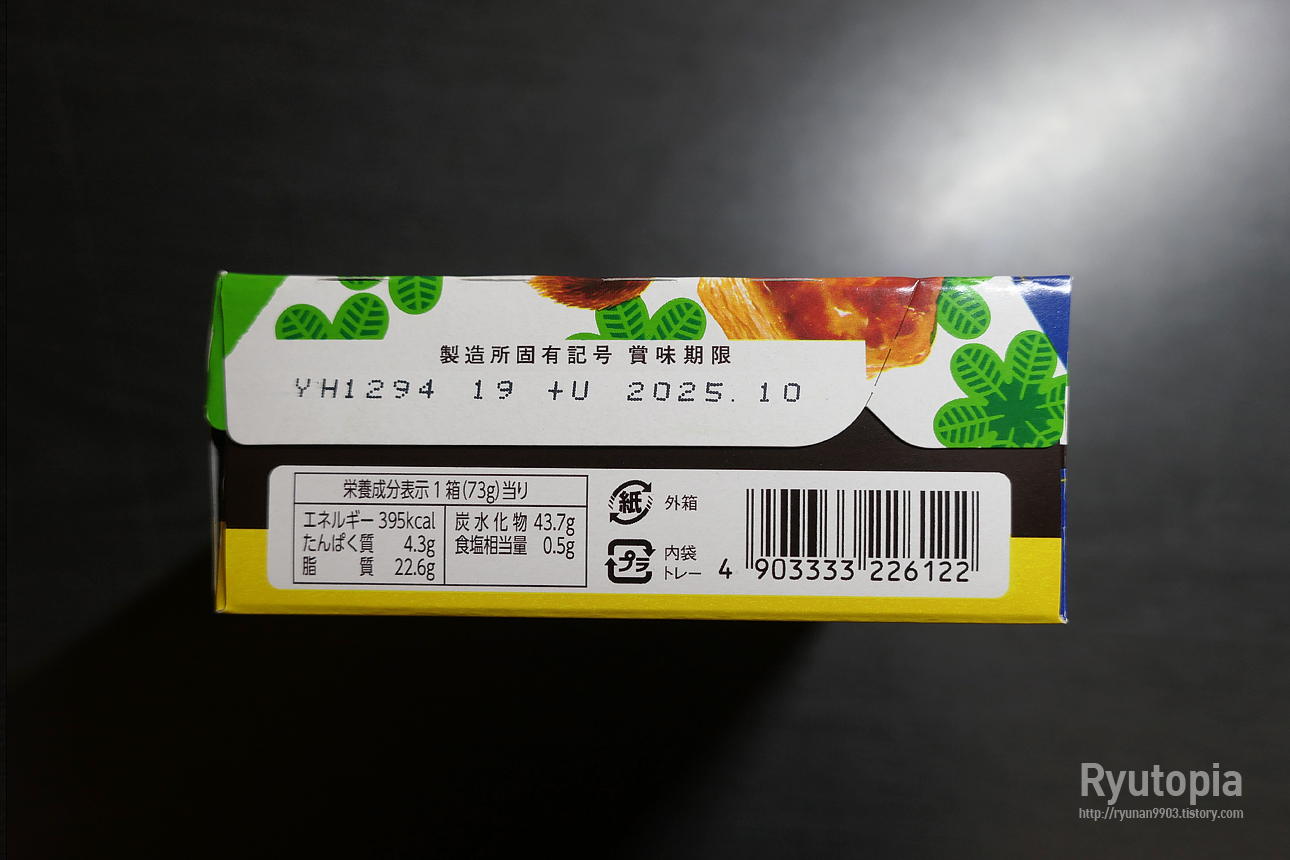 製造所固有記号 賞味期限
YH1294 19 +U 2025.10
栄養成分表示1箱(73g)当り
エネルギー 395kcal
たんぱく質 4.3g
脂質 22.6g
炭水化物 43.7g
食塩相当量 0.5g
紙 外箱
プラ 内袋
トレー
4 903333 226122
Ryutopia
http://ryunan9903.tistory.com